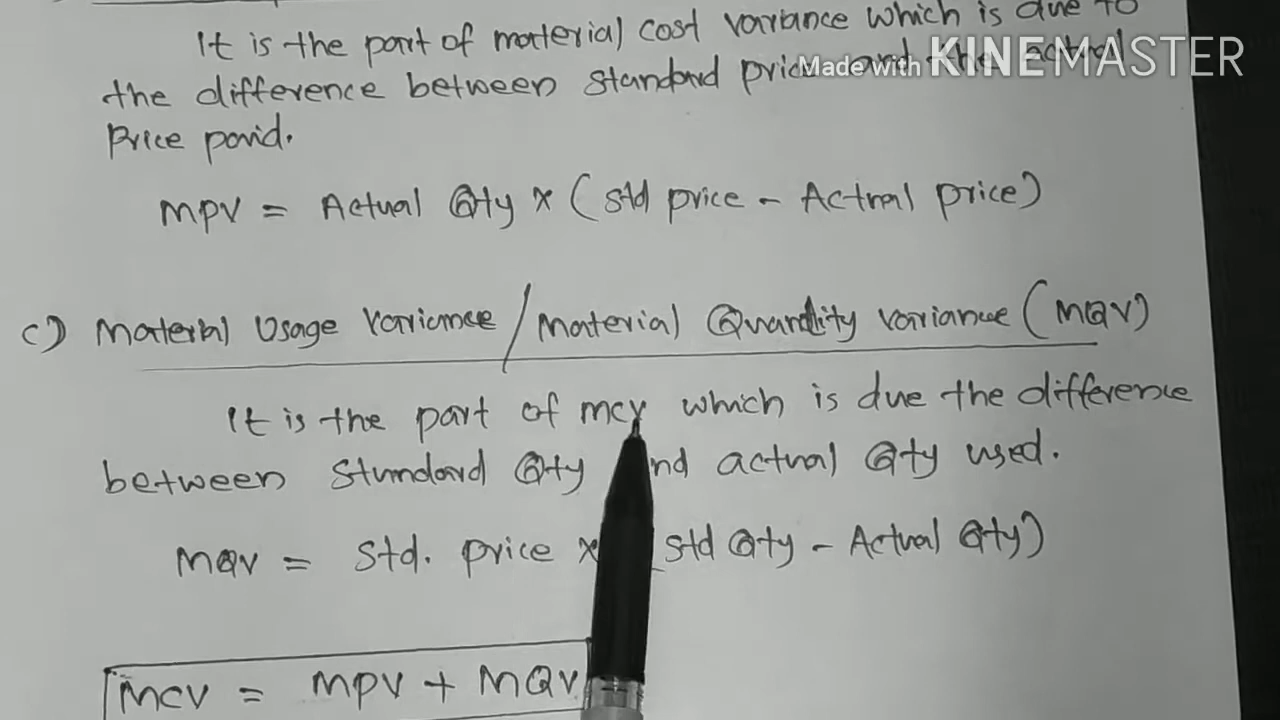 It is the part of material cost variance which is due to
the difference between standard price and the actual
Made with KINEMASTER
Price paid.
MPV = Actual Qty × (Std price - Actual price)
c) Material Usage Variance / Material Quantity variance (MQV)
It is the part of mcv which is due the difference
between Standard Qty and actual Qty used.
MQV = Std. price × (Std Qty - Actual Qty)
MCV = MPV + MQV